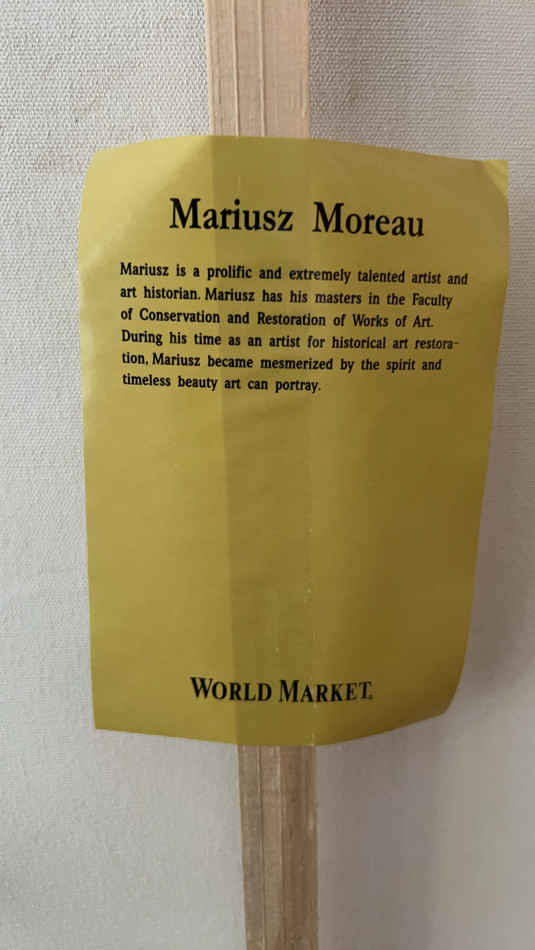 Mariusz Moreau
Mariusz is a prolific and extremely talented artist and
art historian. Mariusz has his masters in the Faculty
of Conservation and Restoration of Works of Art.
During his time as an artist for historical art restora-
tion, Mariusz became mesmerized by the spirit and
timeless beauty art can portray.
WORLD MARKET®